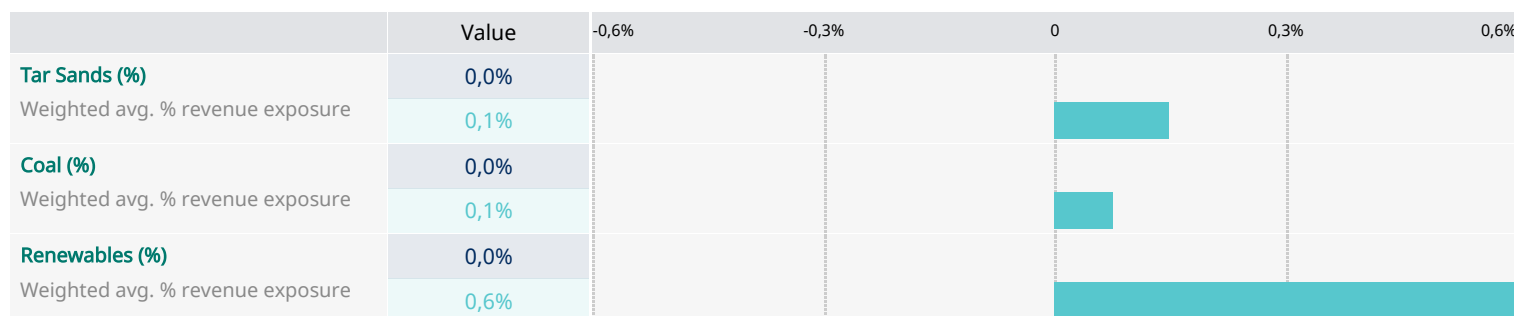 Value -0,6% -0,3% 0 0,3% 0,6%
Tar Sands (%) 0,0%
Weighted avg. % revenue exposure 0,1%
Coal (%) 0,0%
Weighted avg. % revenue exposure 0,1%
Renewables (%) 0,0%
Weighted avg. % revenue exposure 0,6%